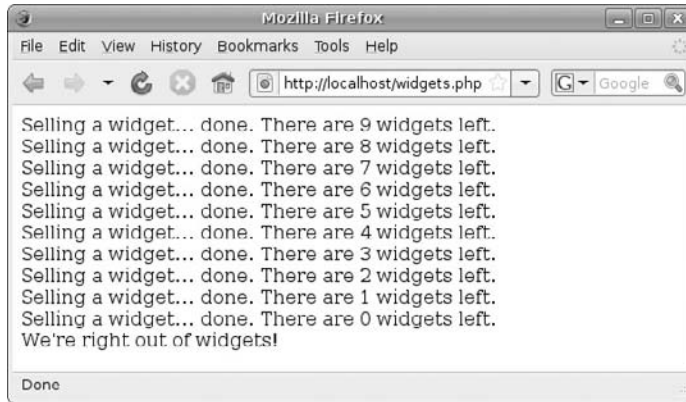 Mozilla Firefox
File Edit View History Bookmarks Tools Help
http://localhost/widgets.php G Google
Selling a widget... done. There are 9 widgets left.
Selling a widget... done. There are 8 widgets left.
Selling a widget... done. There are 7 widgets left.
Selling a widget... done. There are 6 widgets left.
Selling a widget... done. There are 5 widgets left.
Selling a widget... done. There are 4 widgets left.
Selling a widget... done. There are 3 widgets left.
Selling a widget... done. There are 2 widgets left.
Selling a widget... done. There are 1 widgets left.
Selling a widget... done. There are 0 widgets left.
We're right out of widgets!
Done